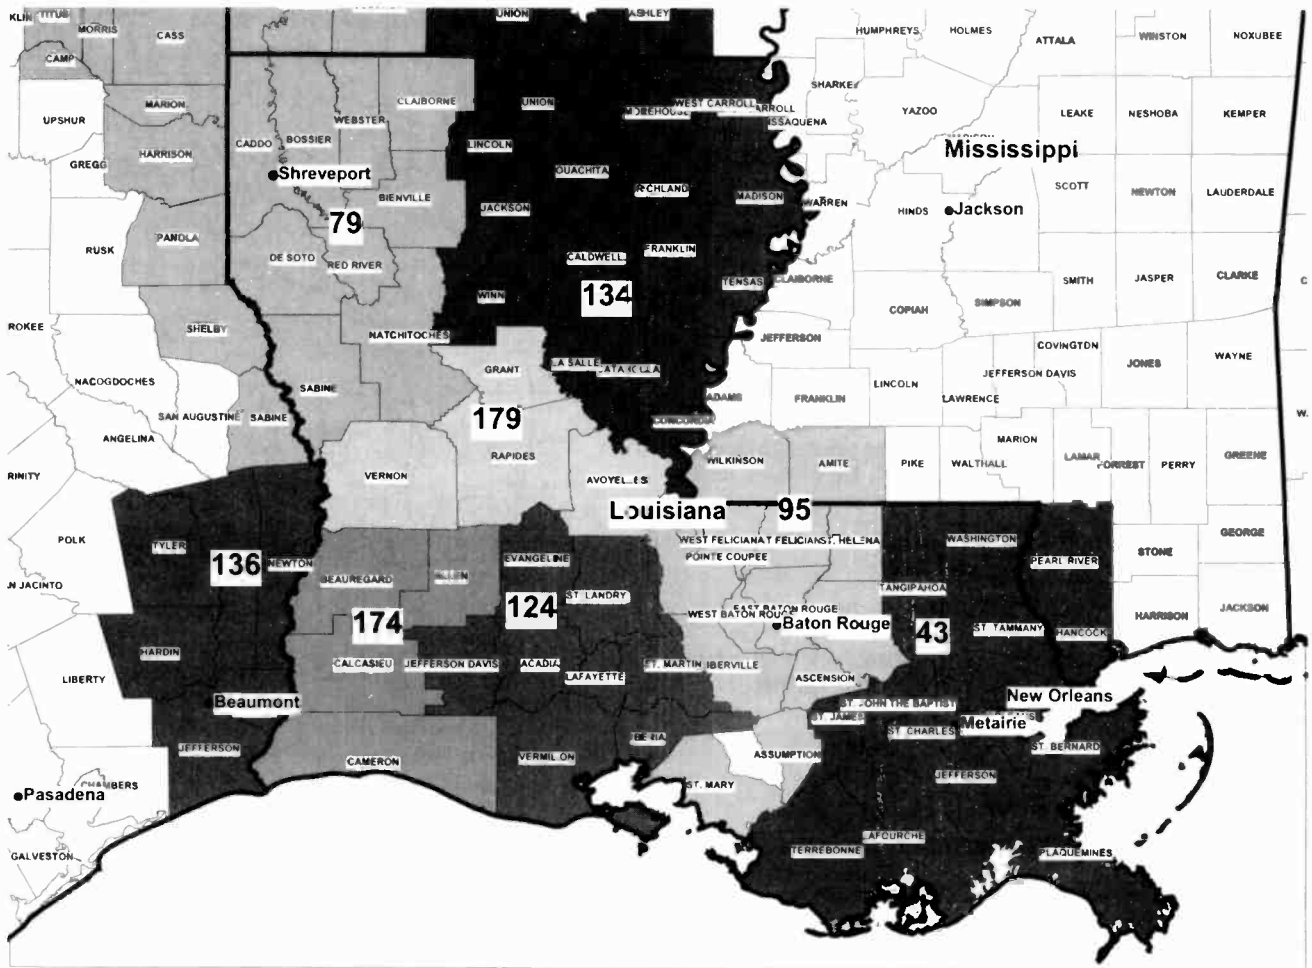 TITUS
MORRIS
CASS
UNION
ASHLEY
HUMPHREYS
HOLMES
ATTALA
WINSTON
NOXUBEE
CAMP
MARION
UPSHUR
HARRISON
GREGG
CLAIBORNE
UNION
WEST CARROLL
SHARKEY
ISSAQUENA
YAZOO
LEAKE
NESHOBA
KEMPER
WEBSTER
CADDO
BOSSIER
LINCOLN
Mississippi
Shreveport
OUACHITA
RICHLAND
MADISON
WARREN
SCOTT
NEWTON
LAUDERDALE
BIENVILLE
JACKSON
HINDS
Jackson
79
RUSK
PANOLA
DE SOTO
RED RIVER
CALDWELL
FRANKLIN
TENSAS
CLAIBORNE
SMITH
JASPER
CLARKE
C
WINN
134
COPIAH
SIMPSON
ROKEE
SHELBY
NATCHITOCHES
JEFFERSON
COVINGTON
JONES
WAYNE
NACOGDOCHES
SABINE
GRANT
LA SALLE
LINCOLN
JEFFERSON DAVIS
LAWRENCE
ADAMS
FRANKLIN
SAN AUGUSTINE
SABINE
179
CONCORDIA
W.
ANGELINA
RAPIDES
MARION
RINITY
VERNON
AVOYELLES
WILKINSON
AMITE
PIKE
WALTHALL
LAMAR
FORREST
PERRY
GREENE
Louisiana
95
POLK
TYLER
136
NEWTON
EVANGELINE
WEST FELICIANA
ST. HELENA
POINTE COUPEE
WASHINGTON
PEARL RIVER
STONE
GEORGE
N JACINTO
BEAUREGARD
ST. LANDRY
TANGIPAHOA
174
124
EAST BATON ROUGE
WEST BATON ROUGE
Baton Rouge
43
ST. TAMMANY
HANCOCK
HARRISON
JACKSON
HARDIN
LIBERTY
CALCASIEU
JEFFERSON DAVIS
ACADIA
LAFAYETTE
ST. MARTIN
IBERVILLE
ASCENSION
Beaumont
ST. JOHN THE BAPTIST
New Orleans
ST. JAMES
ST. CHARLES
Metairie
JEFFERSON
CAMERON
VERMILION
IBERIA
ASSUMPTION
ST. BERNARD
CHAMBERS
Pasadena
ST. MARY
JEFFERSON
GALVESTON
TERREBONNE
LAFOURCHE
PLAQUEMINES